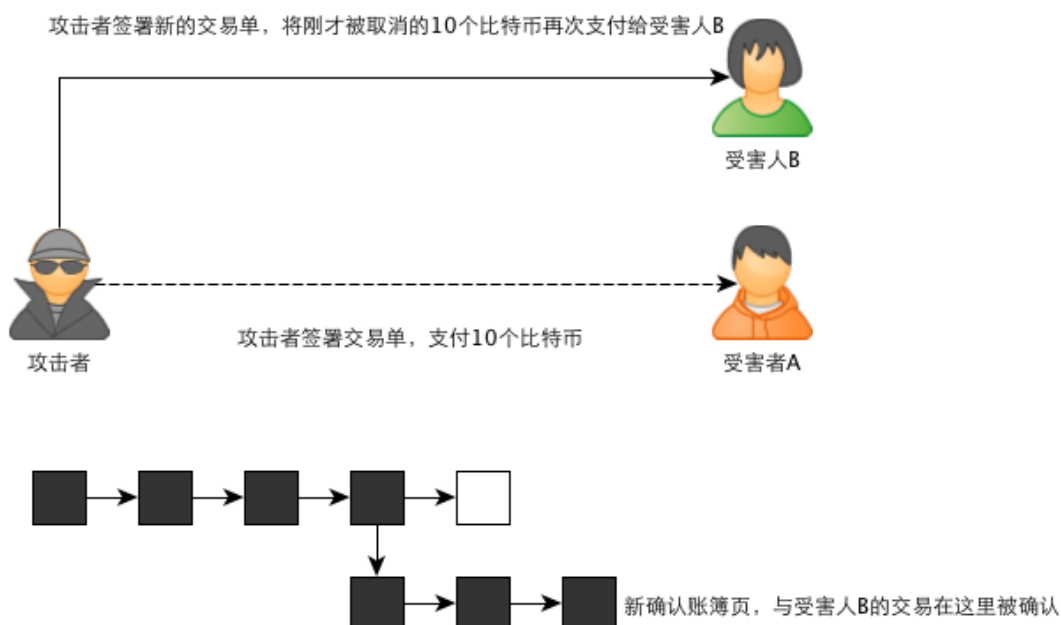 攻击者签署新的交易单，将刚才被取消的10个比特币再次支付给受害人B
受害人B
攻击者签署交易单，支付10个比特币
攻击者
受害者A
新确认账簿页，与受害人B的交易在这里被确认